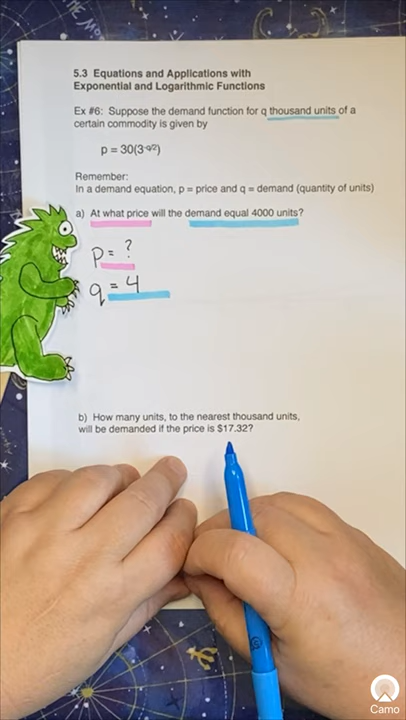 5.3 Equations and Applications with
Exponential and Logarithmic Functions
Ex #6: Suppose the demand function for q thousand units of a
certain commodity is given by
p = 30(3^-q/2)
Remember:
In a demand equation, p = price and q = demand (quantity of units)
a) At what price will the demand equal 4000 units?
p = ?
q = 4
b) How many units, to the nearest thousand units,
will be demanded if the price is $17.32?
Camo